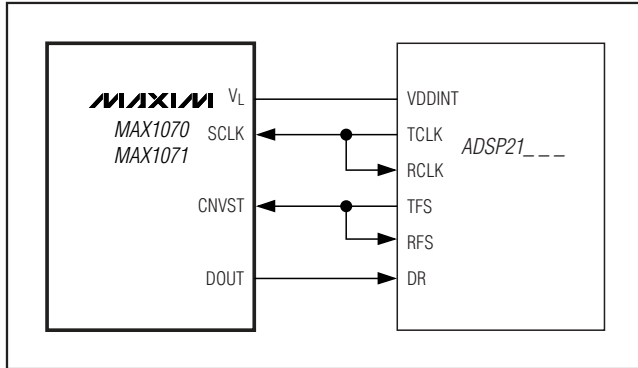 MAXIM VL VDDINT
MAX1070 SCLK TCLK
MAX1071 ADSP21_ _ _
RCLK
CNVST TFS
RFS
DOUT DR